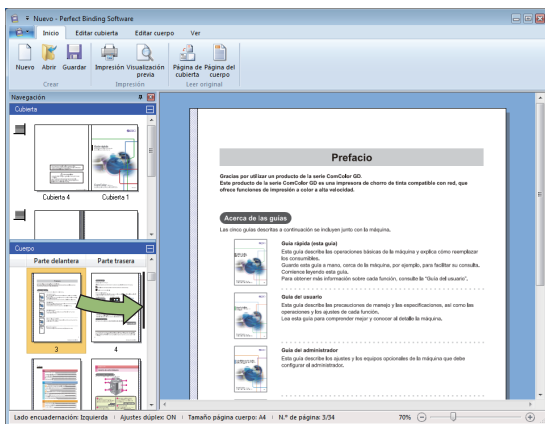 Nuevo - Perfect Binding Software
Inicio Editar cubierta Editar cuerpo Ver
Nuevo Abrir Guardar Impresión Visualización previa Página de cubierta Página del cuerpo
Crear Impresión Leer original
Navegación
Cubierta
Cubierta 4 Cubierta 1
Cuerpo
Parte delantera Parte trasera
3 4
Prefacio
Gracias por utilizar un producto de la serie ComColor GD.
Este producto de la serie ComColor GD es una impresora de chorro de tinta compatible con red, que
ofrece funciones de impresión a color a alta velocidad.
Acerca de las guías
Las cinco guías descritas a continuación se incluyen junto con la máquina.
Guía rápida (esta guía)
Esta guía describe las operaciones básicas de la máquina y explica cómo reemplazar
los consumibles.
Guarde esta guía a mano, cerca de la máquina, por ejemplo, para facilitar su consulta.
Comience leyendo esta guía.
Para obtener más información sobre cada función, consulte la "Guía del usuario".
Guía del usuario
Esta guía describe las precauciones de manejo y las especificaciones, así como las
operaciones y los ajustes de cada función.
Lea esta guía para comprender mejor y conocer al detalle la máquina.
Guía del administrador
Esta guía describe los ajustes y los equipos opcionales de la máquina que debe
configurar el administrador.
Lado encuadernación: Izquierda Ajustes dúplex: ON Tamaño página cuerpo: A4 N.º de página: 3/34 70%